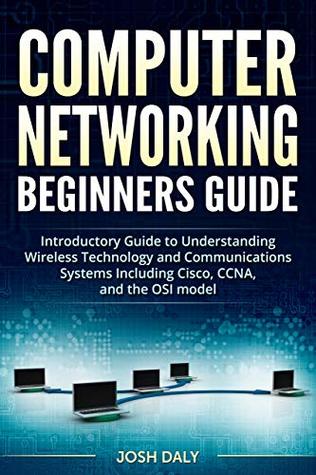 COMPUTER
NETWORKING
BEGINNERS GUIDE
Introductory Guide to Understanding
Wireless Technology and Communications
Systems Including Cisco, CCNA,
and the OSI model
JOSH DALY